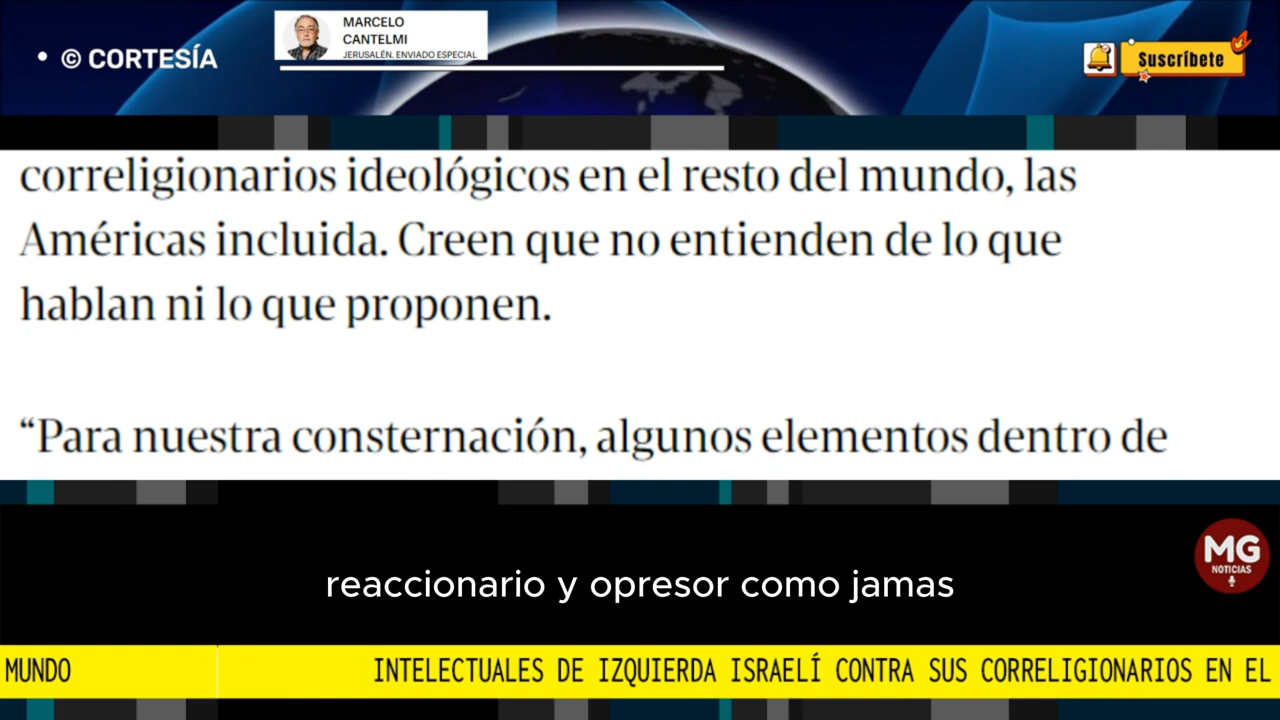 • © CORTESÍA
MARCELO
CANTELMI
JERUSALÉN. ENVIADO ESPECIAL
Suscríbete
correligionarios ideológicos en el resto del mundo, las
Américas incluida. Creen que no entienden de lo que
hablan ni lo que proponen.
“Para nuestra consternación, algunos elementos dentro de
MG
NOTICIAS
reaccionario y opresor como jamas
MUNDO
INTELECTUALES DE IZQUIERDA ISRAELÍ CONTRA SUS CORRELIGIONARIOS EN EL